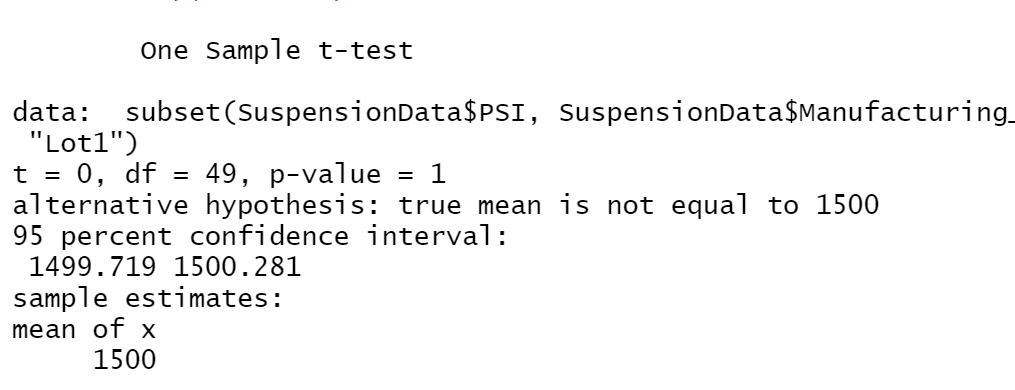 One Sample t-test
data:  subset(SuspensionData$PSI, SuspensionData$Manufacturing_
"Lot1")
t = 0, df = 49, p-value = 1
alternative hypothesis: true mean is not equal to 1500
95 percent confidence interval:
1499.719 1500.281
sample estimates:
mean of x
1500